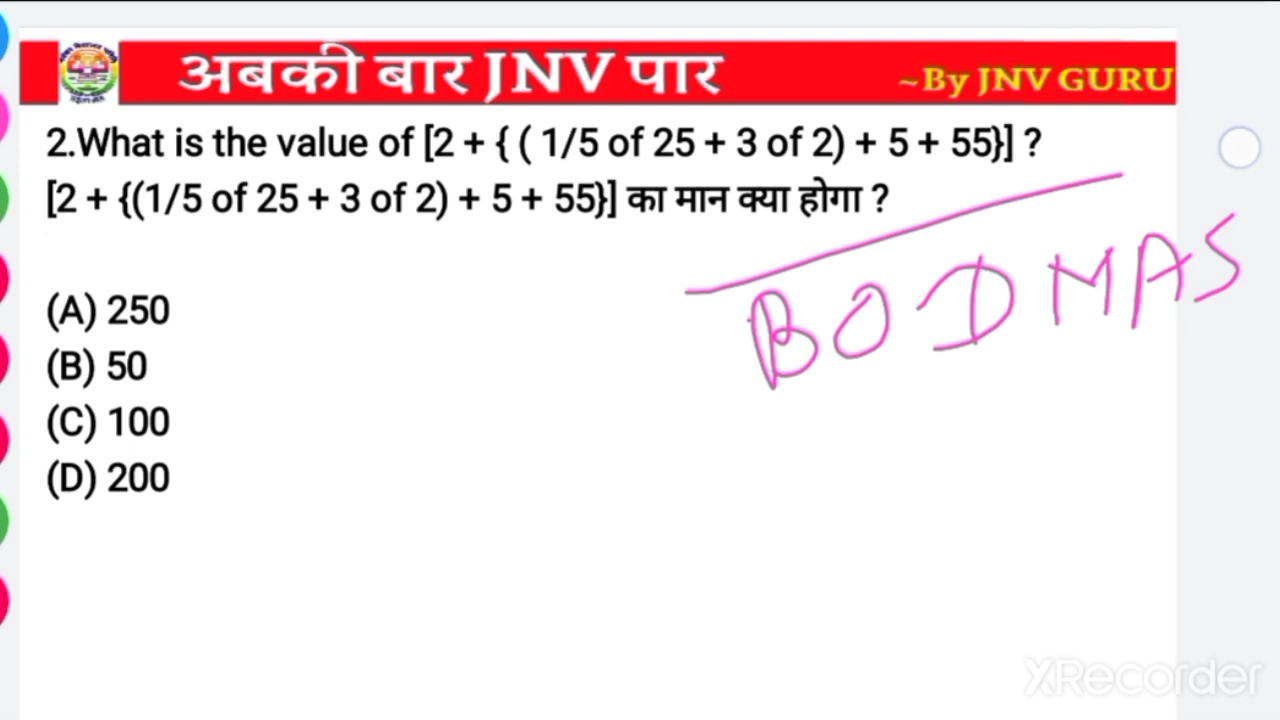 अबकी बार JNV पार
~By JNV GURU
2.What is the value of [2 + { ( 1/5 of 25 + 3 of 2) + 5 + 55}] ?
[2 + {(1/5 of 25 + 3 of 2) + 5 + 55}] का मान क्या होगा ?
BODMAS
(A) 250
(B) 50
(C) 100
(D) 200
XRecorder